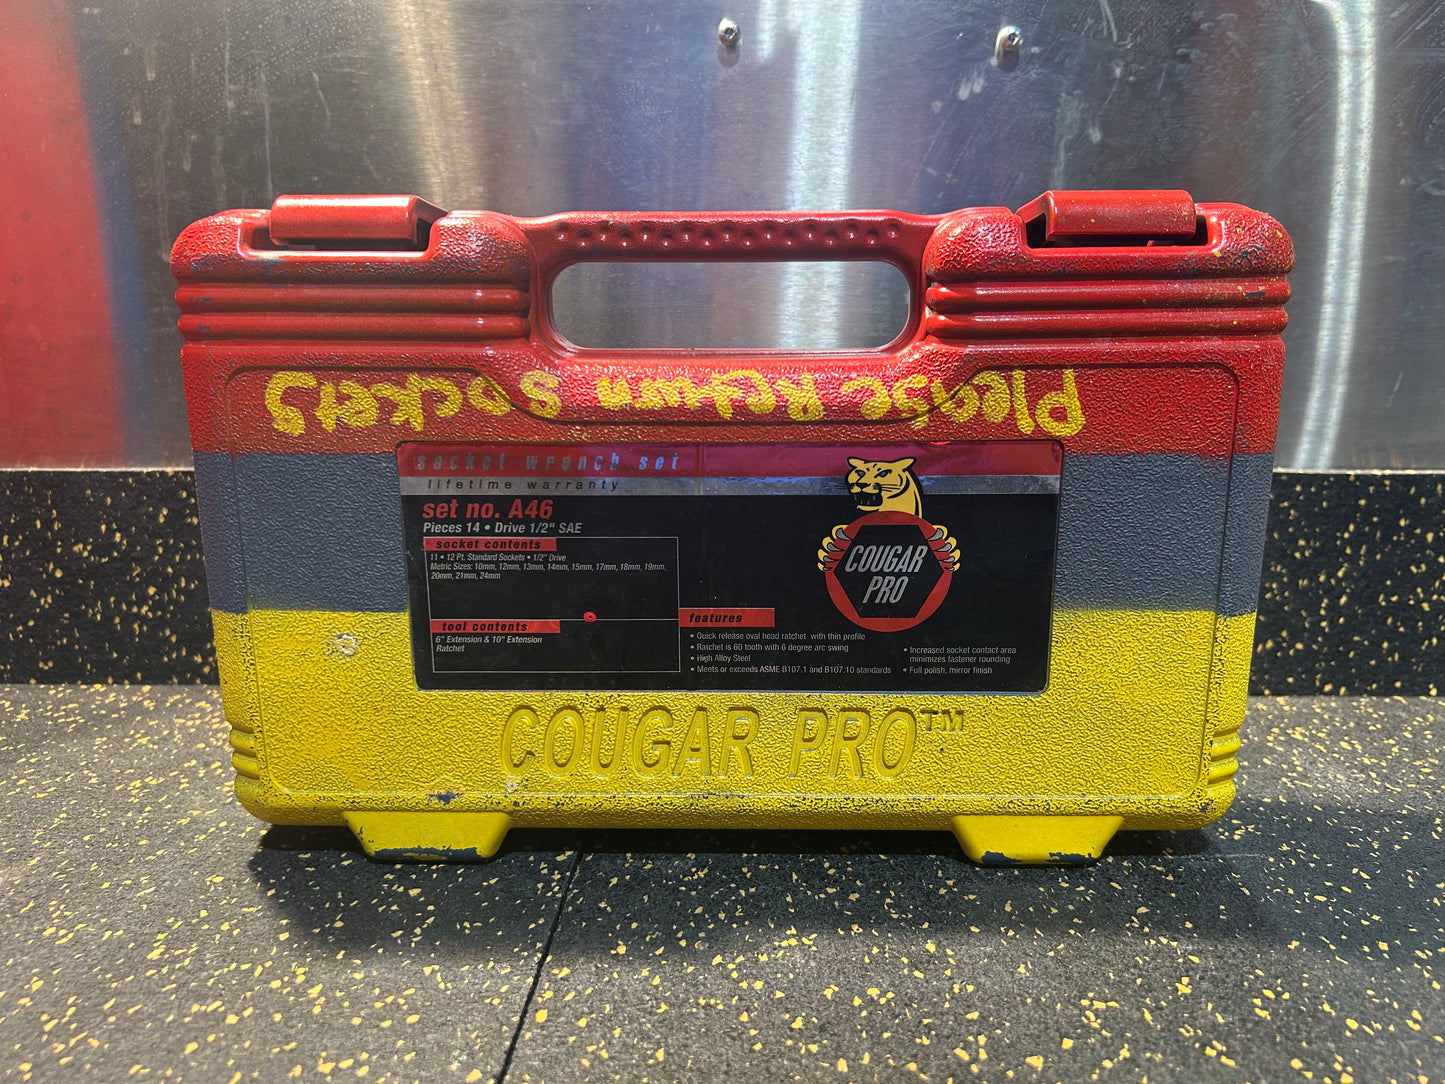 Please Return Sockets
socket wrench set
lifetime warranty
set no. A46
Pieces 14 • Drive 1/2" SAE
socket contents
11 • 12 Pt. Standard Sockets • 1/2" Drive
Metric Sizes: 10mm, 12mm, 13mm, 14mm, 15mm, 17mm, 18mm, 19mm,
20mm, 21mm, 24mm
tool contents
6" Extension & 10" Extension
Ratchet
COUGAR
PRO
features
• Quick release oval head ratchet with thin profile
• Ratchet is 60 tooth with 6 degree arc swing
• High Alloy Steel
• Meets or exceeds ASME B107.1 and B107.10 standards
• Increased socket contact area
minimizes fastener rounding
• Full polish, mirror finish
COUGAR PRO™